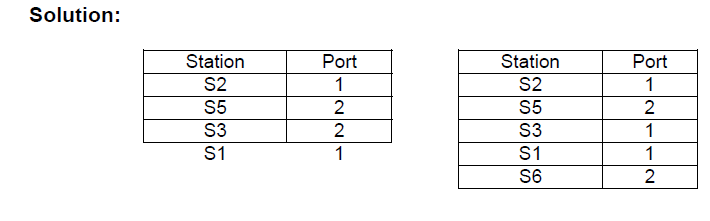 Solution:
Station Port Station Port
S2 1 S2 1
S5 2 S5 2
S3 2 S3 1
S1 1 S1 1
S6 2